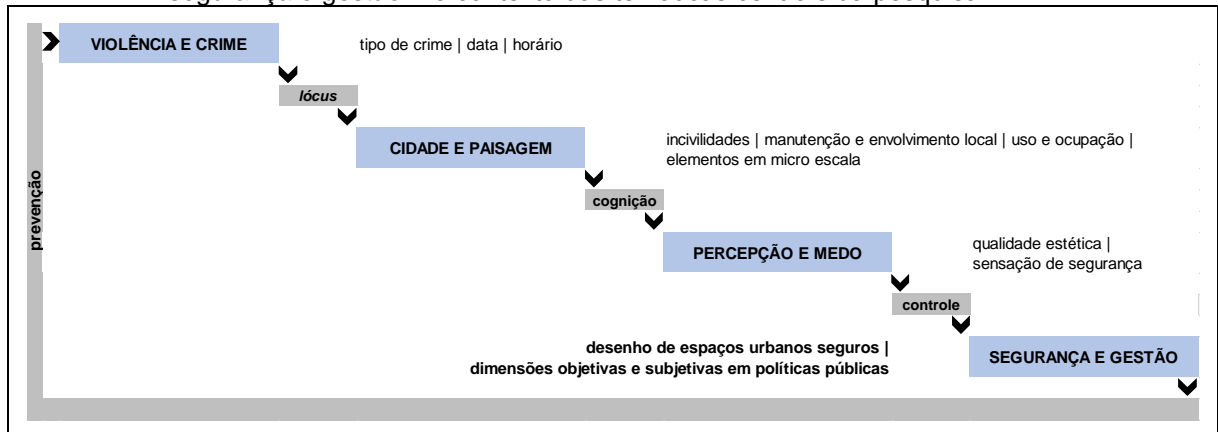 VIOLÊNCIA E CRIME
tipo de crime | data | horário
lócus
CIDADE E PAISAGEM
incivilidades | manutenção e envolvimento local | uso e ocupação |
elementos em micro escala
cognição
prevenção
PERCEPÇÃO E MEDO
qualidade estética |
sensação de segurança
controle
desenho de espaços urbanos seguros |
dimensões objetivas e subjetivas em políticas públicas
SEGURANÇA E GESTÃO